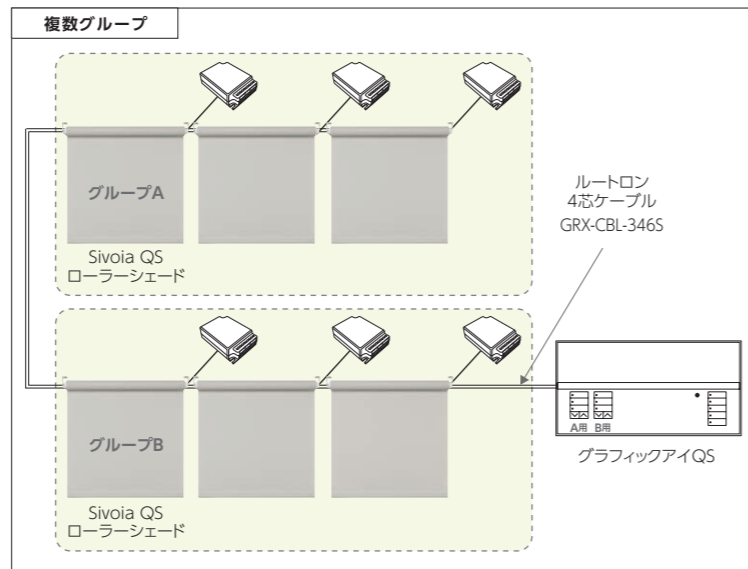 複数グループ
グループA
Sivoia QS
ローラーシェード
ルートロン
4芯ケーブル
GRX-CBL-346S
グループB
Sivoia QS
ローラーシェード
A用 B用
グラフィックアイQS